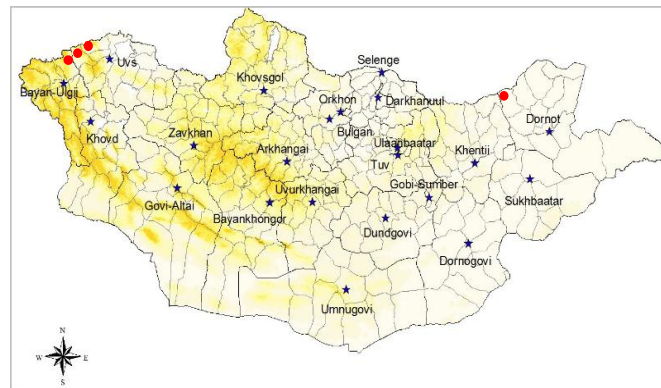 Selenge
Uvs
Khovsgol
Bayan-Ulgii
Orkhon
Darkhanuul
Khovd
Zavkhan
Bulgan
Dornot
Arkhangai
Ulaanbaatar
Tuv
Khentii
Govi-Altai
Uvurkhangai
Gobi-Sumber
Sukhbaatar
Bayankhongor
Dundgovi
Dornogovi
Umnugovi
N
W E
S